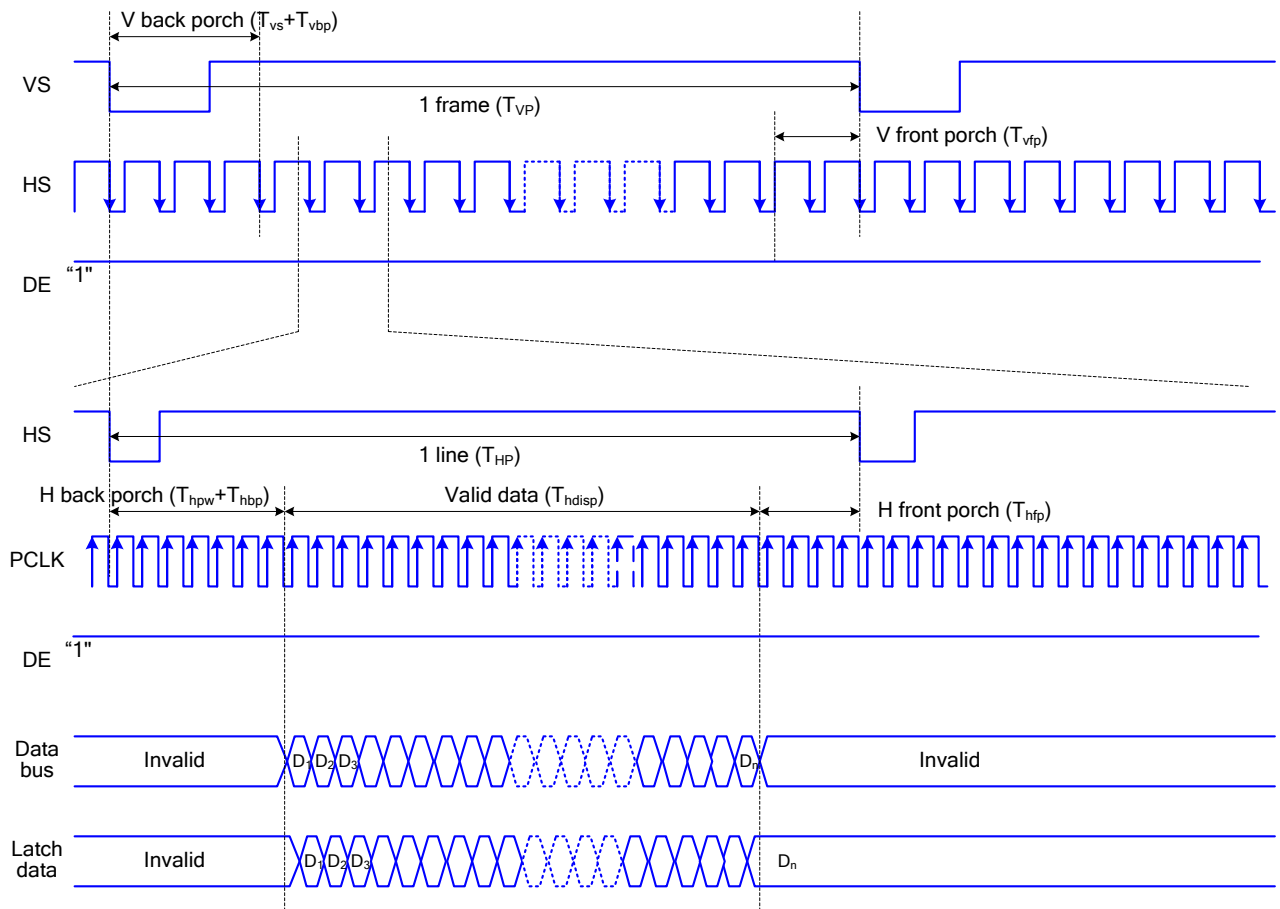 V back porch (Tvs+Tvbp)
VS
1 frame (TVP)
V front porch (Tvfp)
HS
DE “1"
HS
1 line (THP)
H back porch (Thpw+Thbp)
Valid data (Thdisp)
H front porch (Thfp)
PCLK
DE “1"
Data
bus
Invalid
D1 D2 D3
Dn
Invalid
Latch
data
Invalid
D1 D2 D3
Dn